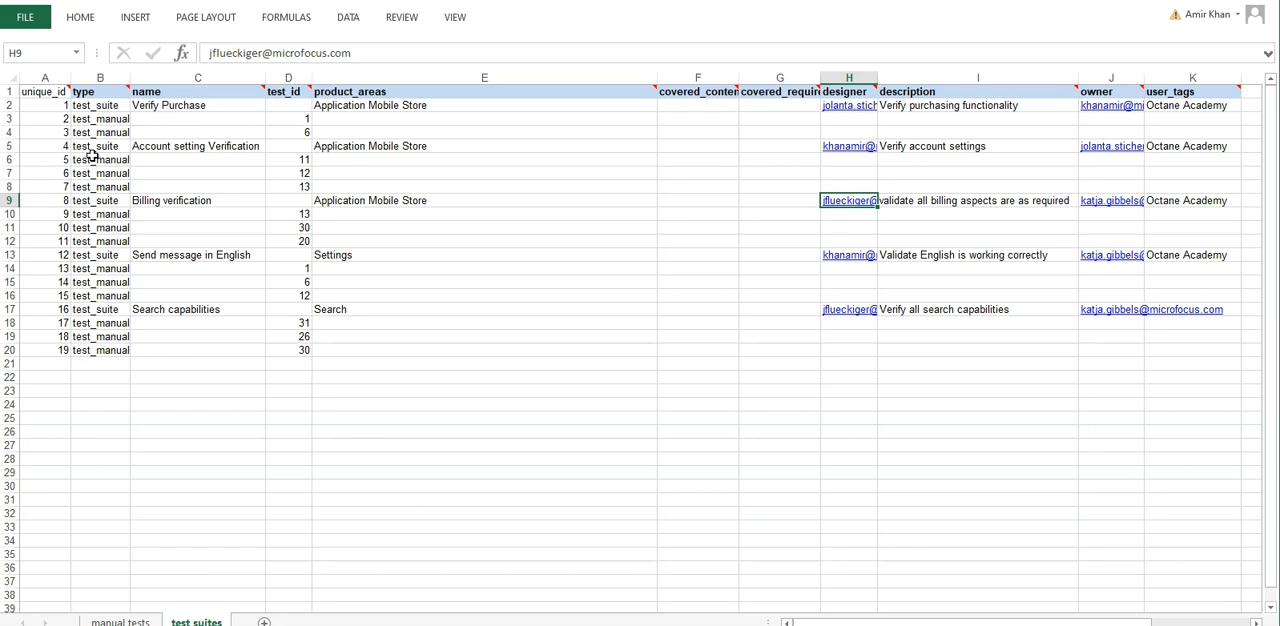 FILE HOME INSERT PAGE LAYOUT FORMULAS DATA REVIEW VIEW Amir Khan
H9 fx jflueckiger@microfocus.com
A B C D E F G H I J K
1 unique_id type name test_id product_areas covered_conten covered_requir designer description owner user_tags
2 1 test_suite Verify Purchase Application Mobile Store jolanta.stich Verify purchasing functionality khanamir@mi Octane Academy
3 2 test_manual 1
4 3 test_manual 6
5 4 test_suite Account setting Verification Application Mobile Store khanamir@ Verify account settings jolanta.stiche Octane Academy
6 5 test_manual 11
7 6 test_manual 12
8 7 test_manual 13
9 8 test_suite Billing verification Application Mobile Store jflueckiger@ validate all billing aspects are as required katja.gibbels@ Octane Academy
10 9 test_manual 13
11 10 test_manual 30
12 11 test_manual 20
13 12 test_suite Send message in English Settings khanamir@ Validate English is working correctly katja.gibbels@ Octane Academy
14 13 test_manual 1
15 14 test_manual 6
16 15 test_manual 12
17 16 test_suite Search capabilities Search jflueckiger@ Verify all search capabilities katja.gibbels@microfocus.com
18 17 test_manual 31
19 18 test_manual 26
20 19 test_manual 30
21
22
23
24
25
26
27
28
29
30
31
32
33
34
35
36
37
38
39
manual tests test suites